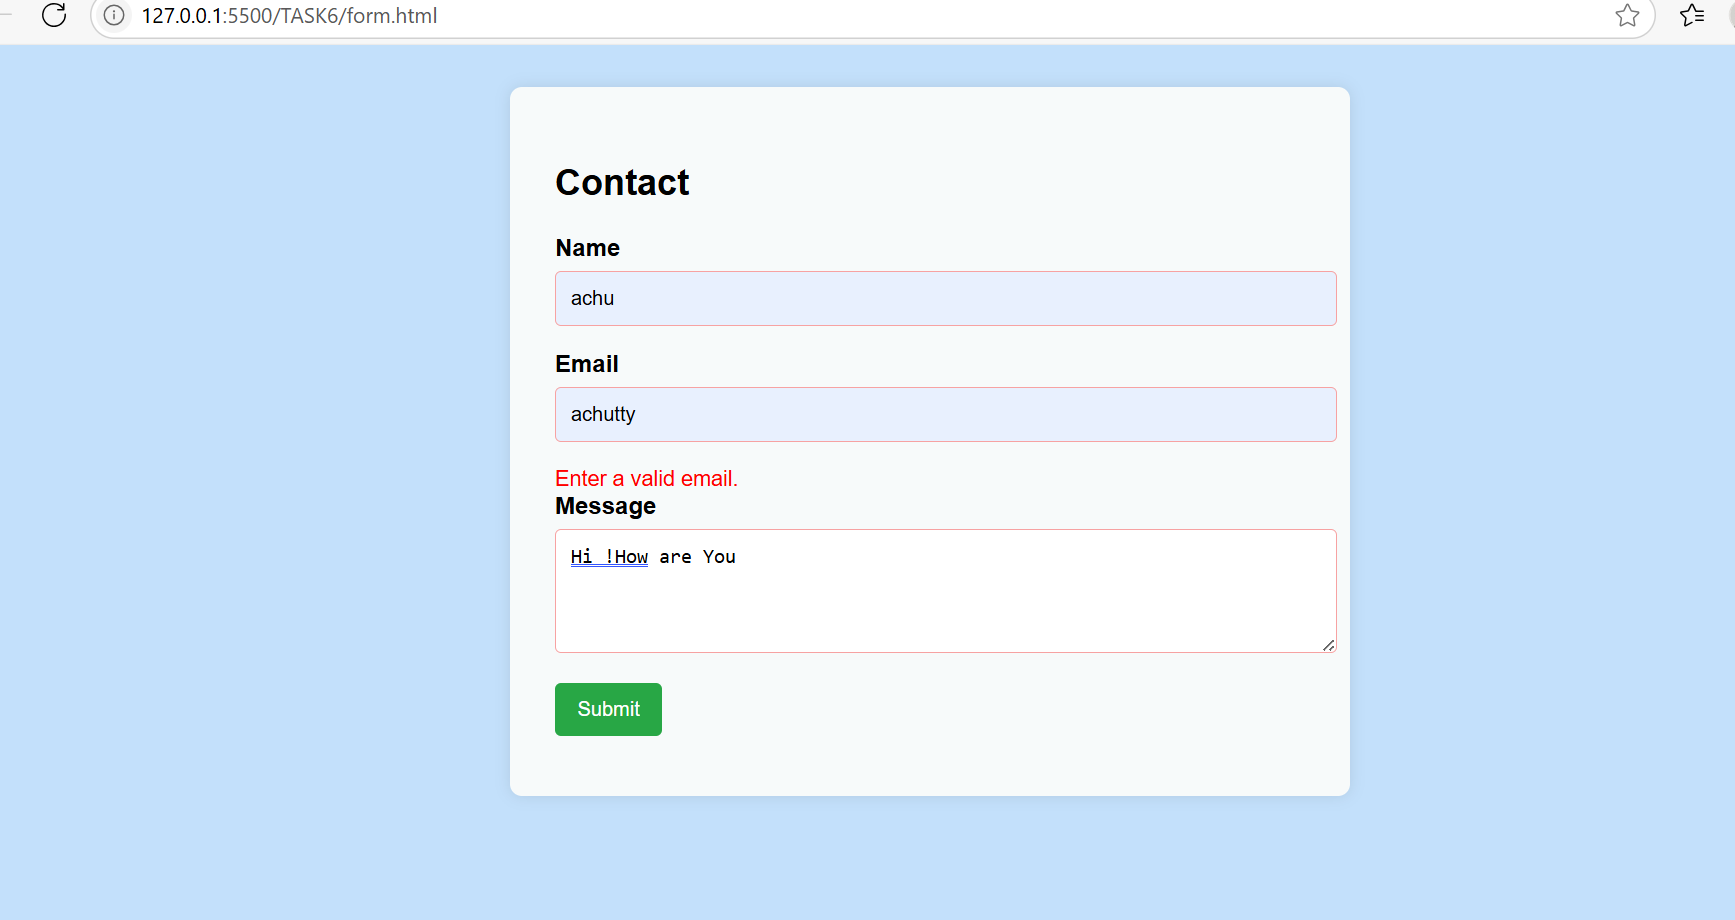 127.0.0.1:5500/TASK6/form.html
Contact
Name
achu
Email
achutty
Enter a valid email.
Message
Hi !How are You
Submit